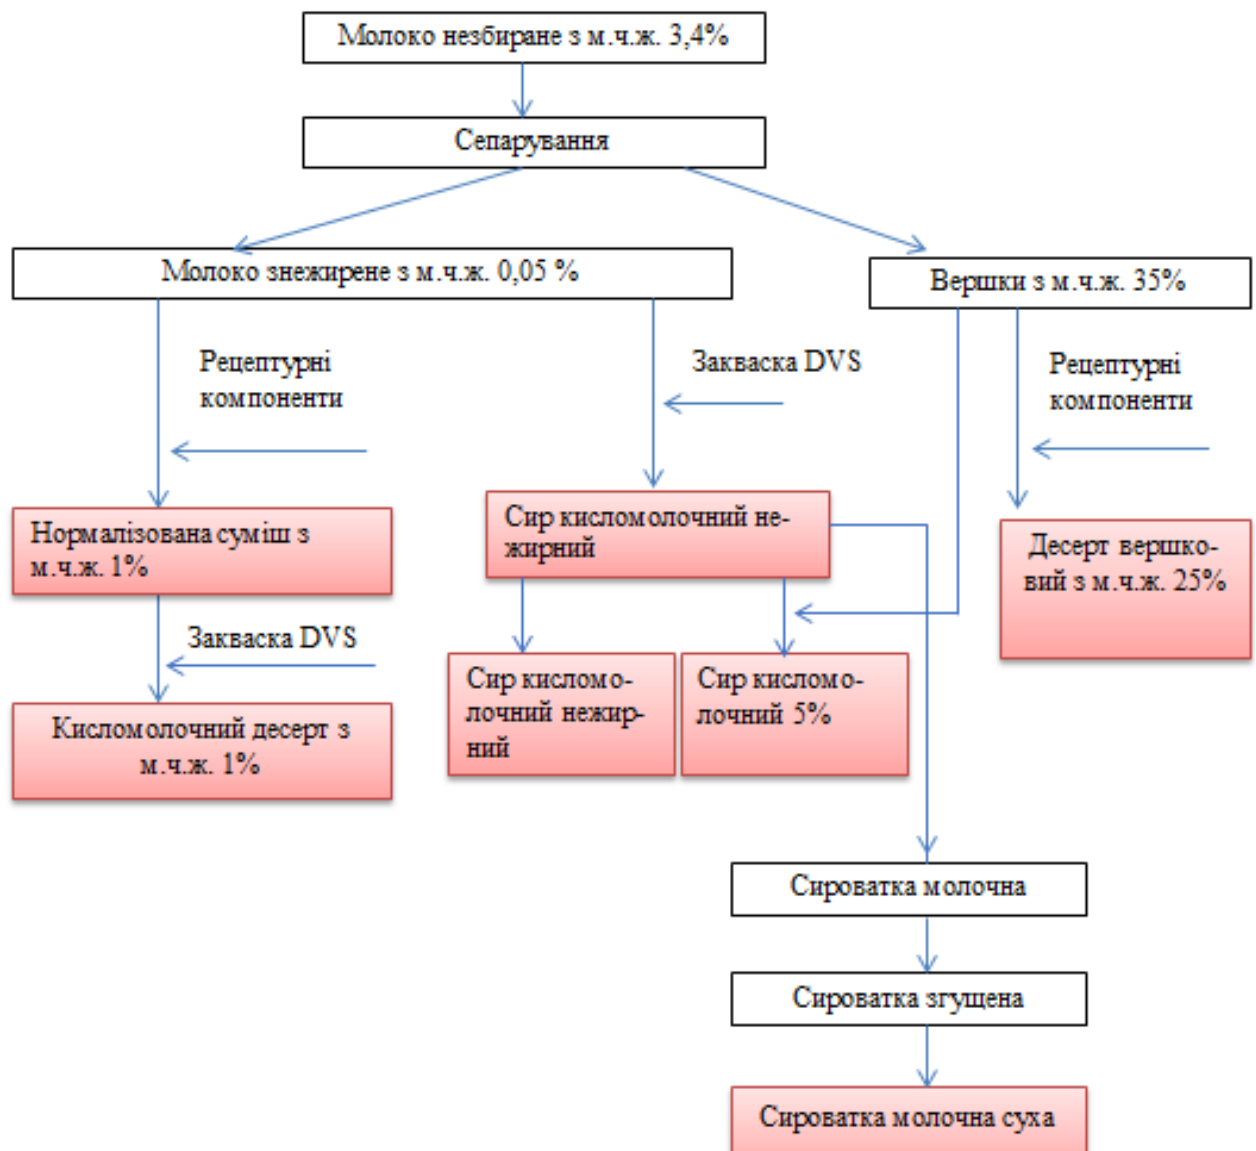 Молоко незбиране з м.ч.ж. 3,4%
Сепарування
Молоко знежирене з м.ч.ж. 0,05 %
Вершки з м.ч.ж. 35%
Рецептурні
компоненти
Закваска DVS
Рецептурні
компоненти
Нормалізована суміш з
м.ч.ж. 1%
Сир кисломолочний не-
жирний
Десерт вершко-
вий з м.ч.ж. 25%
Закваска DVS
Сир кисломо-
лочний нежир-
ний
Сир кисломо-
лочний 5%
Кисломолочний десерт з
м.ч.ж. 1%
Сироватка молочна
Сироватка згущена
Сироватка молочна суха